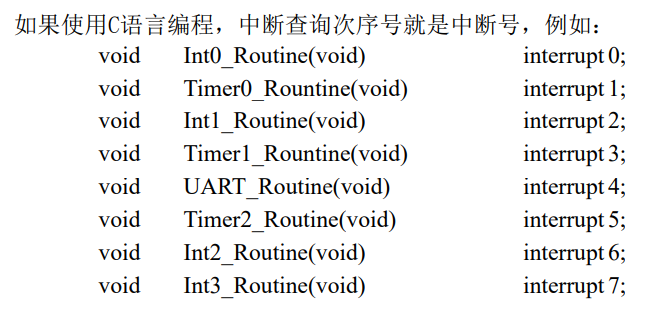 如果使用C语言编程，中断查询次序号就是中断号，例如：
void Int0_Routine(void) interrupt 0;
void Timer0_Rountine(void) interrupt 1;
void Int1_Routine(void) interrupt 2;
void Timer1_Rountine(void) interrupt 3;
void UART_Routine(void) interrupt 4;
void Timer2_Routine(void) interrupt 5;
void Int2_Routine(void) interrupt 6;
void Int3_Routine(void) interrupt 7;